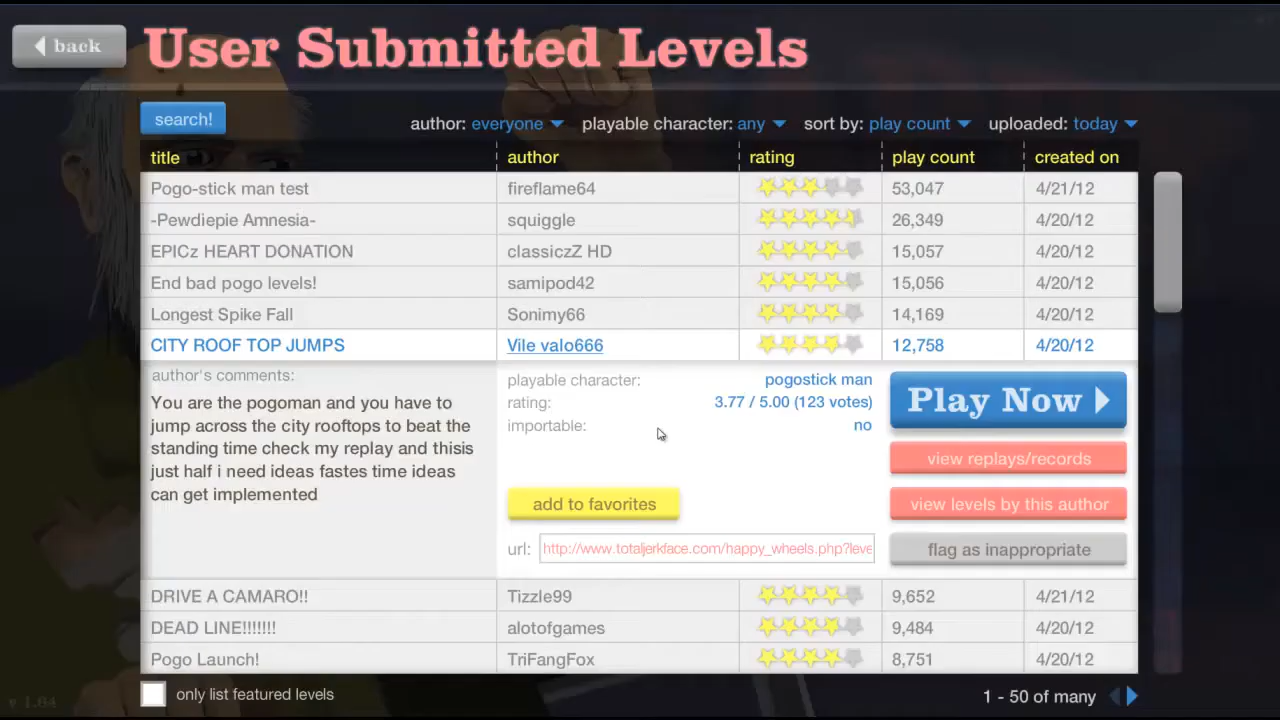 back
User Submitted Levels
search!
author: everyone playable character: any sort by: play count uploaded: today
title author rating play count created on
Pogo-stick man test fireflame64 53,047 4/21/12
-Pewdiepie Amnesia- squiggle 26,349 4/20/12
EPICz HEART DONATION classiczZ HD 15,057 4/20/12
End bad pogo levels! samipod42 15,056 4/20/12
Longest Spike Fall Sonimy66 14,169 4/20/12
CITY ROOF TOP JUMPS Vile valo666 12,758 4/20/12
author's comments:
You are the pogoman and you have to
jump across the city rooftops to beat the
standing time check my replay and thisis
just half i need ideas fastes time ideas
can get implemented
playable character: pogostick man
rating: 3.77 / 5.00 (123 votes)
importable: no
add to favorites
url: http://www.totaljerkface.com/happy_wheels.php?leve
Play Now
view replays/records
view levels by this author
flag as inappropriate
DRIVE A CAMARO!! Tizzle99 9,652 4/21/12
DEAD LINE!!!!!!! alotofgames 9,484 4/20/12
Pogo Launch! TriFangFox 8,751 4/20/12
only list featured levels
1 - 50 of many
v 1.64